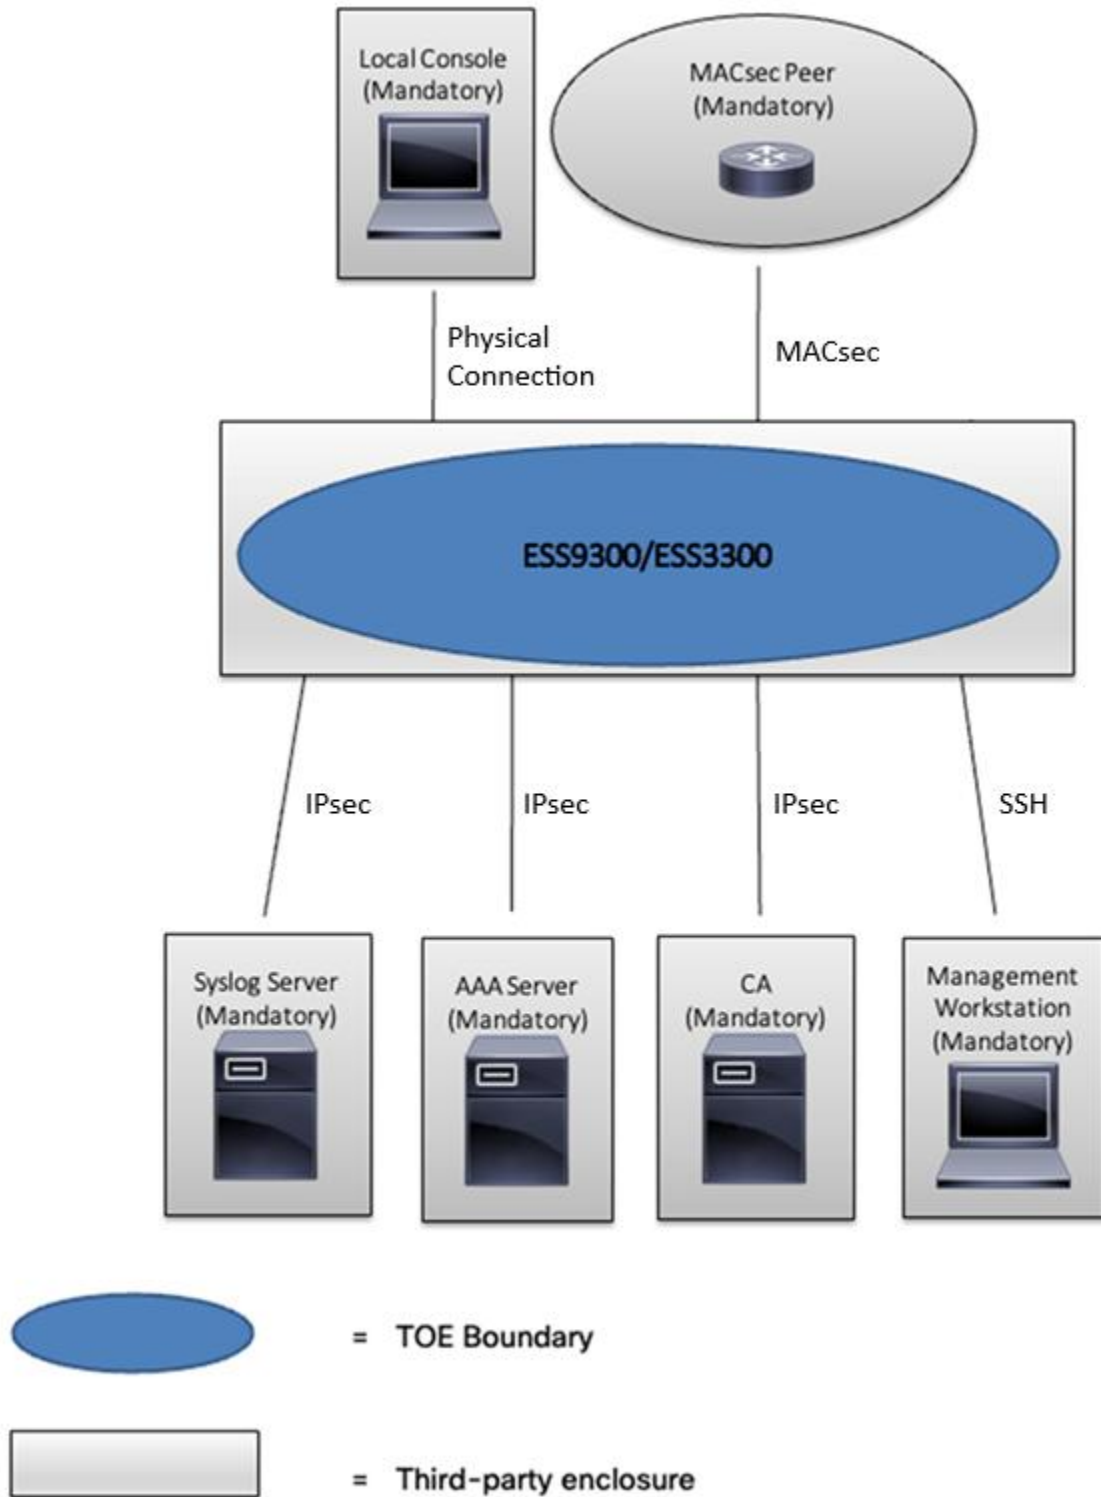 Local Console
(Mandatory)
MACsec Peer
(Mandatory)
Physical
Connection
MACsec
ESS9300/ESS3300
IPsec
IPsec
IPsec
SSH
Syslog Server
(Mandatory)
AAA Server
(Mandatory)
CA
(Mandatory)
Management
Workstation
(Mandatory)
= TOE Boundary
= Third-party enclosure